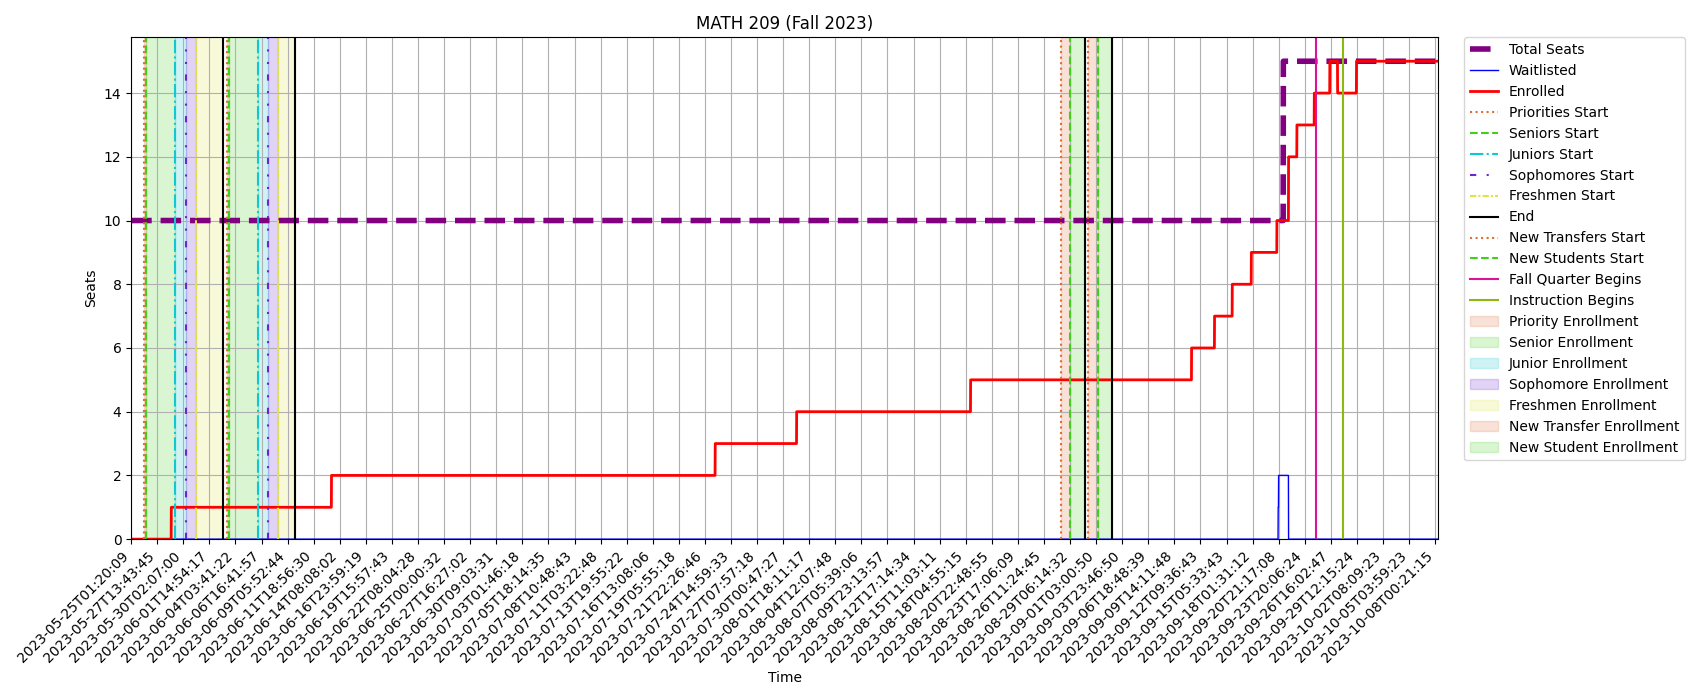 MATH 209 (Fall 2023)
Seats
14
12
10
8
6
4
2
0
2023-05-25T01:20:09
2023-05-27T13:43:45
2023-05-30T02:07:00
2023-06-01T14:54:17
2023-06-04T03:41:22
2023-06-06T16:41:57
2023-06-09T05:52:44
2023-06-11T18:56:30
2023-06-14T08:08:02
2023-06-16T23:59:19
2023-06-19T15:57:43
2023-06-22T08:04:28
2023-06-25T00:00:32
2023-06-27T16:27:02
2023-06-30T09:03:31
2023-07-03T01:46:18
2023-07-05T18:14:35
2023-07-08T10:48:43
2023-07-11T03:22:48
2023-07-13T19:55:22
2023-07-16T13:08:06
2023-07-19T05:55:18
2023-07-21T22:26:46
2023-07-24T14:59:33
2023-07-27T07:57:18
2023-07-30T00:47:27
2023-08-01T18:11:17
2023-08-04T12:07:48
2023-08-07T05:39:06
2023-08-09T23:13:57
2023-08-12T17:14:34
2023-08-15T11:03:11
2023-08-18T04:55:15
2023-08-20T22:48:55
2023-08-23T17:06:09
2023-08-26T11:24:45
2023-08-29T06:14:32
2023-09-01T03:00:50
2023-09-03T23:46:50
2023-09-06T18:48:39
2023-09-09T14:11:48
2023-09-12T09:36:43
2023-09-15T05:33:43
2023-09-18T01:31:12
2023-09-20T21:17:08
2023-09-23T20:06:24
2023-09-26T16:02:47
2023-09-29T12:15:24
2023-10-02T08:09:23
2023-10-05T03:59:23
2023-10-08T00:21:15
Time
Total Seats
Waitlisted
Enrolled
Priorities Start
Seniors Start
Juniors Start
Sophomores Start
Freshmen Start
End
New Transfers Start
New Students Start
Fall Quarter Begins
Instruction Begins
Priority Enrollment
Senior Enrollment
Junior Enrollment
Sophomore Enrollment
Freshmen Enrollment
New Transfer Enrollment
New Student Enrollment